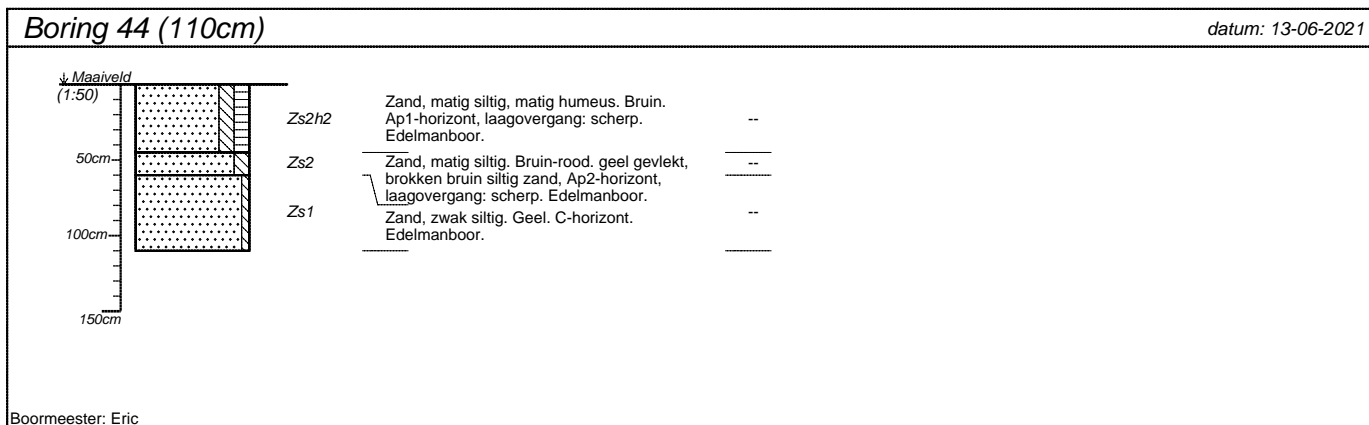 Boring 44 (110cm)
datum: 13-06-2021
Maaiveld
(1:50)
50cm
100cm
150cm
Zs2h2
Zand, matig siltig, matig humeus. Bruin.
Ap1-horizont, laagovergang: scherp.
Edelmanboor.
--
Zs2
Zand, matig siltig. Bruin-rood. geel gevlekt,
brokken bruin siltig zand, Ap2-horizont,
laagovergang: scherp. Edelmanboor.
--
Zs1
Zand, zwak siltig. Geel. C-horizont.
Edelmanboor.
--
Boormeester: Eric